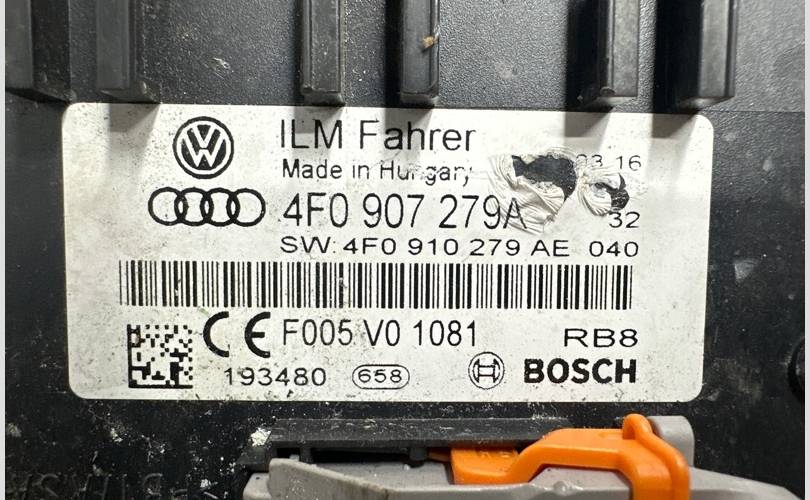 ILM Fahrer
Made in Hungary
03 16
4F0 907 279A
32
SW: 4F0 910 279 AE 040
F005 V0 1081
RB8
193480
658
BOSCH